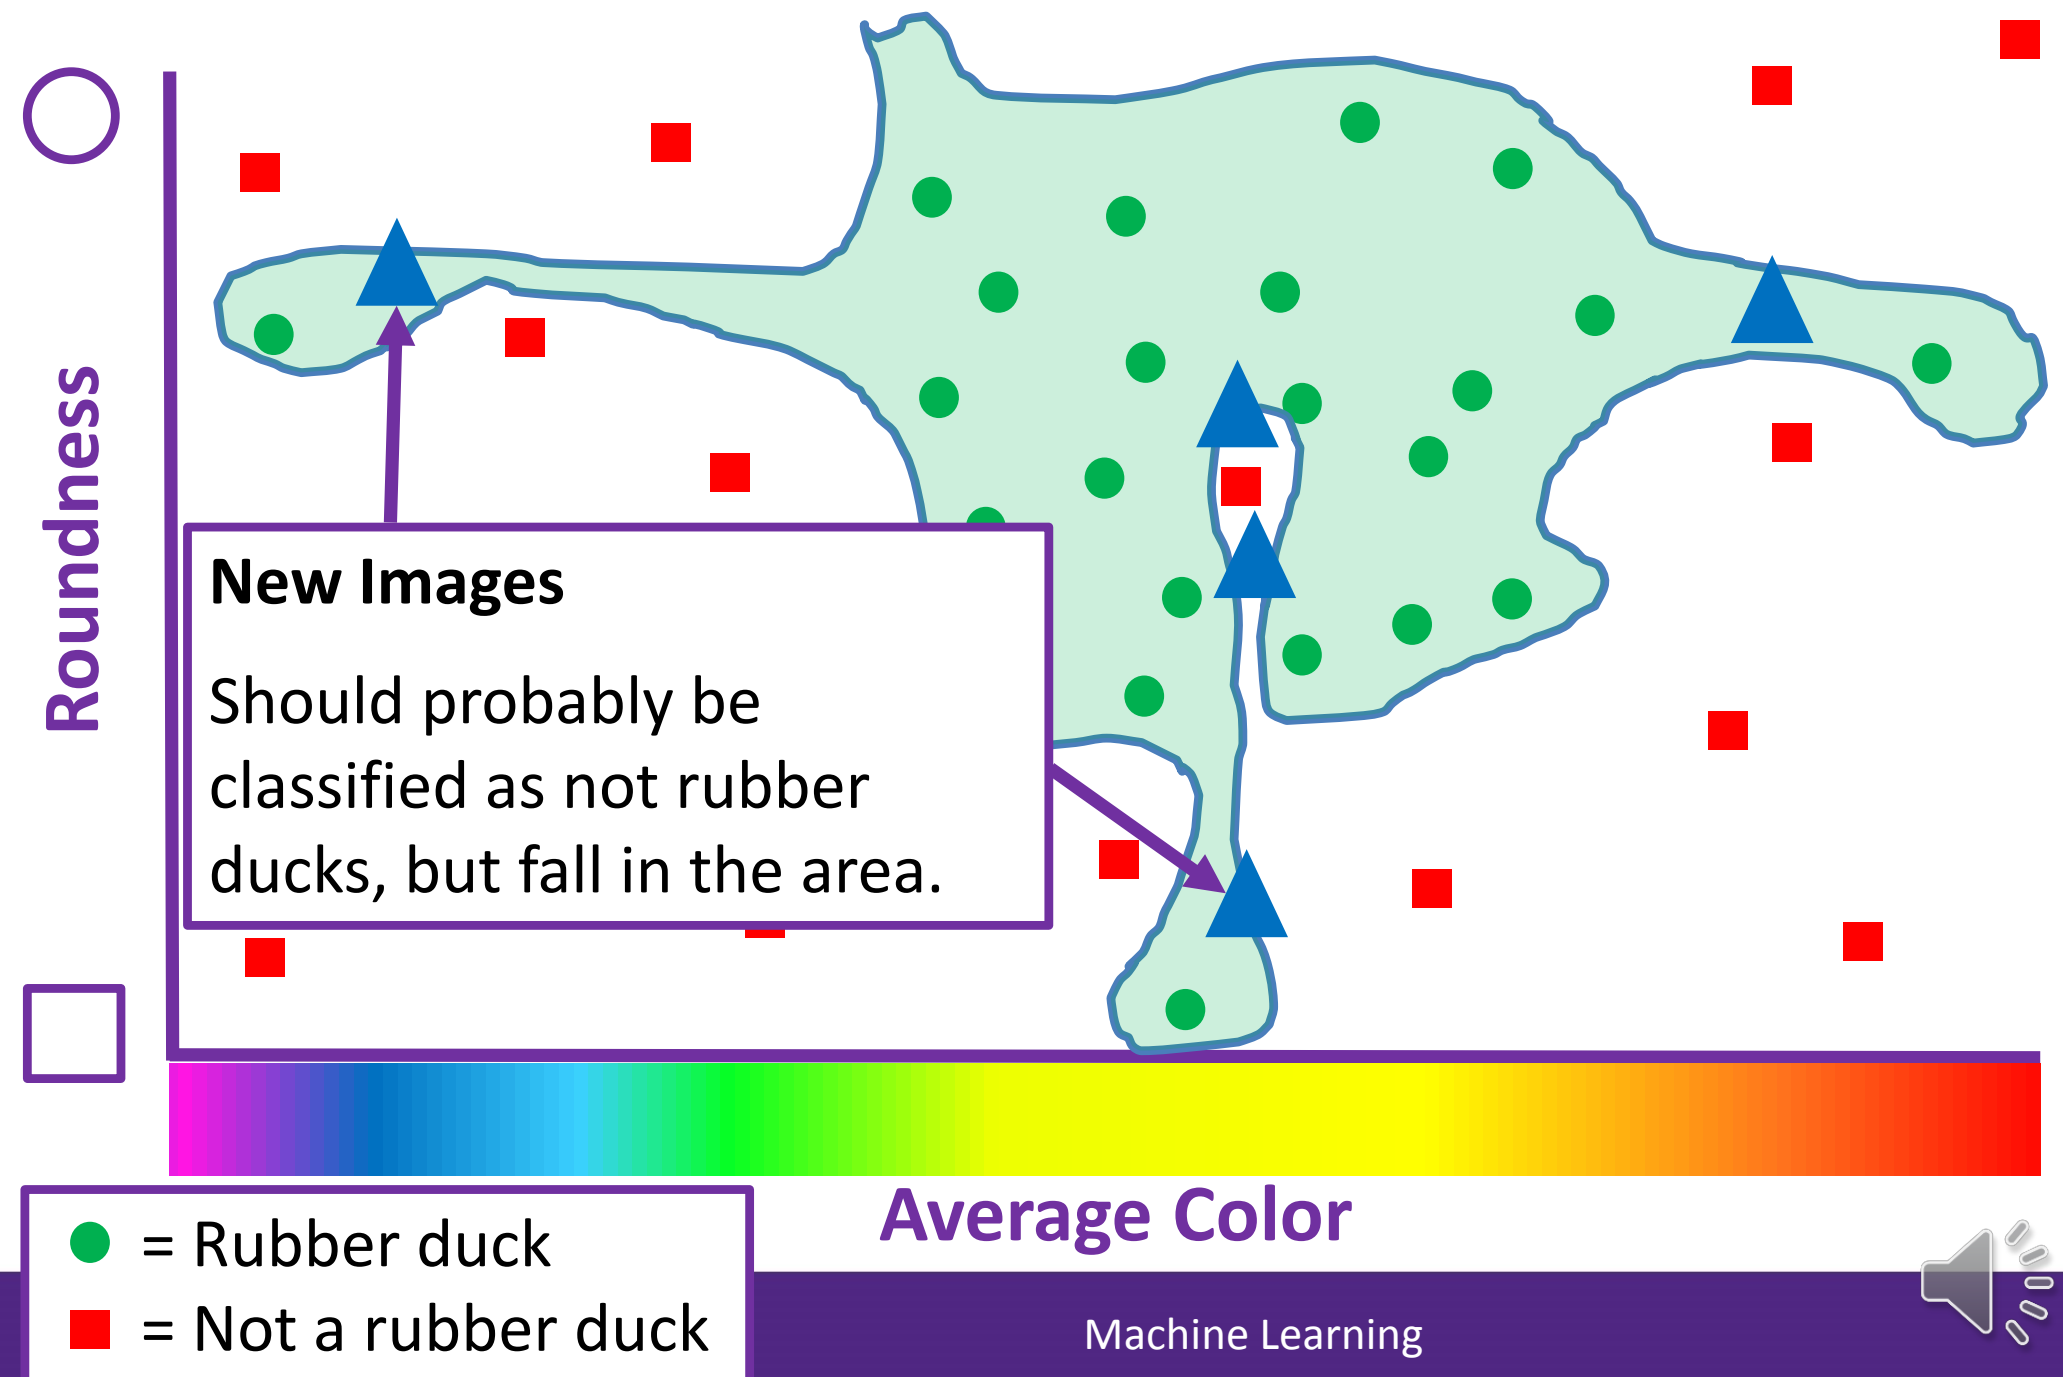 Roundness
New Images
Should probably be
classified as not rubber
ducks, but fall in the area.
Average Color
= Rubber duck
= Not a rubber duck
Machine Learning